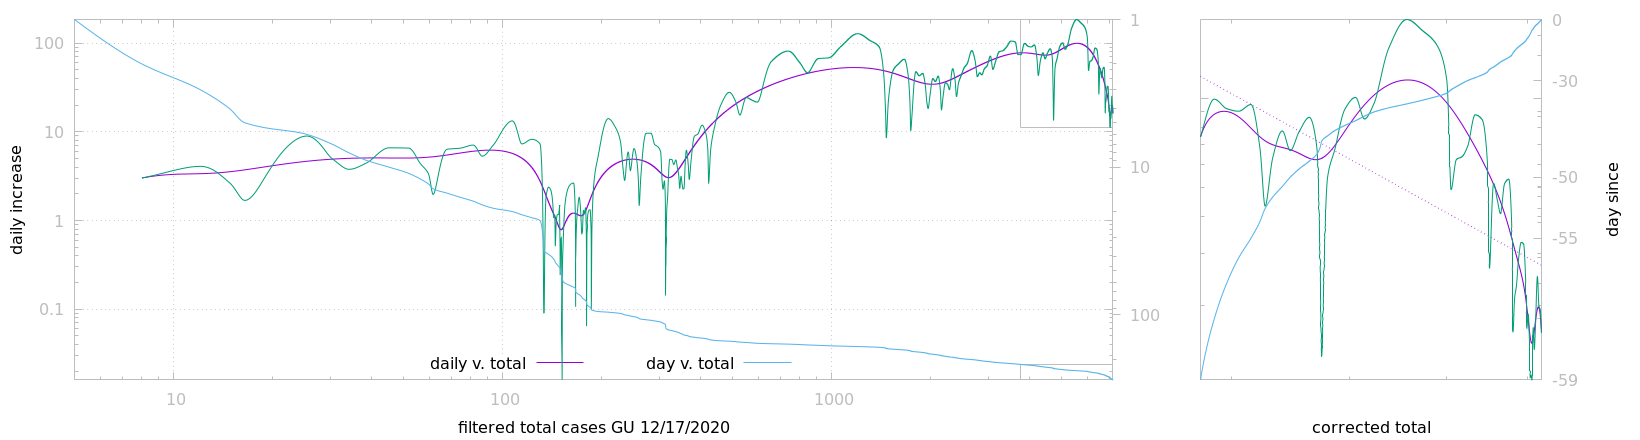 daily increase
100
10
1
0.1
10
100
1000
filtered total cases GU 12/17/2020
daily v. total
day v. total
1
10
100
0
-30
-50
-55
-59
day since
corrected total